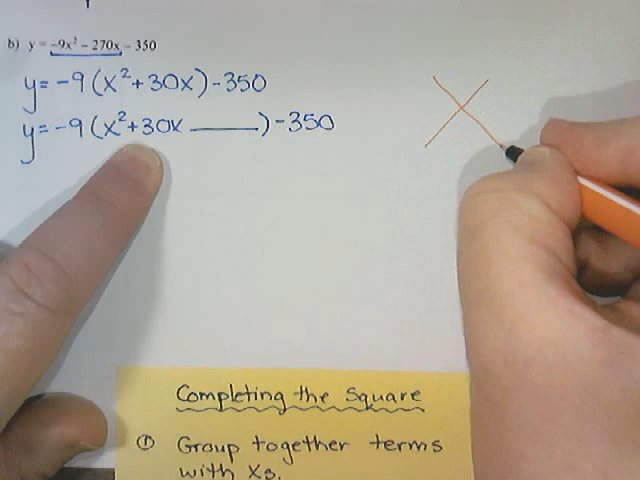 b) y = -9x² - 270x - 350
y = -9(x² + 30x) - 350
y = -9(x² + 30x ____) - 350
Completing the Square
① Group together terms
with Xs.